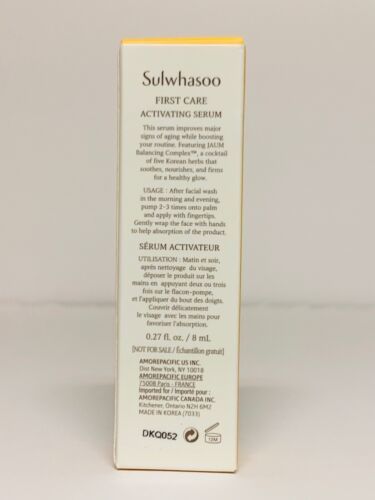 Sulwhasoo
FIRST CARE
ACTIVATING SERUM
This serum improves major
signs of aging while boosting
your routine. Featuring JAUM
Balancing Complex™, a cocktail
of five Korean herbs that
soothes, nourishes, and firms
for a healthy glow.
USAGE : After facial wash
in the morning and evening,
pump 2-3 times onto palm
and apply with fingertips.
Gently wrap the face with hands
to help absorption of the product.
SÉRUM ACTIVATEUR
UTILISATION : Matin et soir,
après nettoyage du visage,
déposer le produit sur les
mains en appuyant deux ou trois
fois sur le flacon-pompe,
et l'appliquer du bout des doigts.
Couvrir délicatement
le visage avec les mains pour
favoriser l'absorption.
0.27 fl. oz. / 8 mL
[NOT FOR SALE / Échantillon gratuit]
AMOREPACIFIC US INC.
Dist New York, NY 10018
AMOREPACIFIC EUROPE
75008 Paris - FRANCE
Imported for / Importé pour :
AMOREPACIFIC CANADA INC.
Kitchener, Ontario N2H 6M2
MADE IN KOREA (7033)
DKQ052
12M